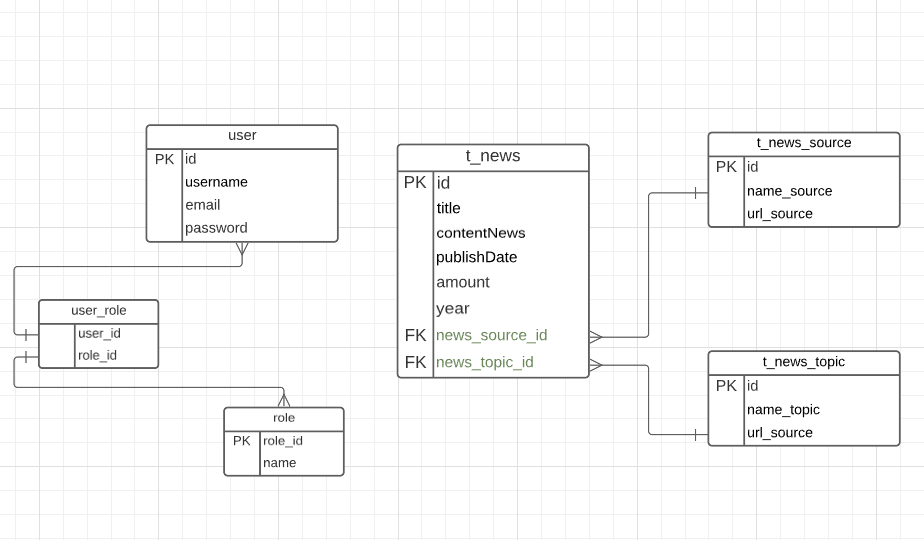 user
PK id
username
email
password
user_role
user_id
role_id
role
PK role_id
name
t_news
PK id
title
contentNews
publishDate
amount
year
FK news_source_id
FK news_topic_id
t_news_source
PK id
name_source
url_source
t_news_topic
PK id
name_topic
url_source